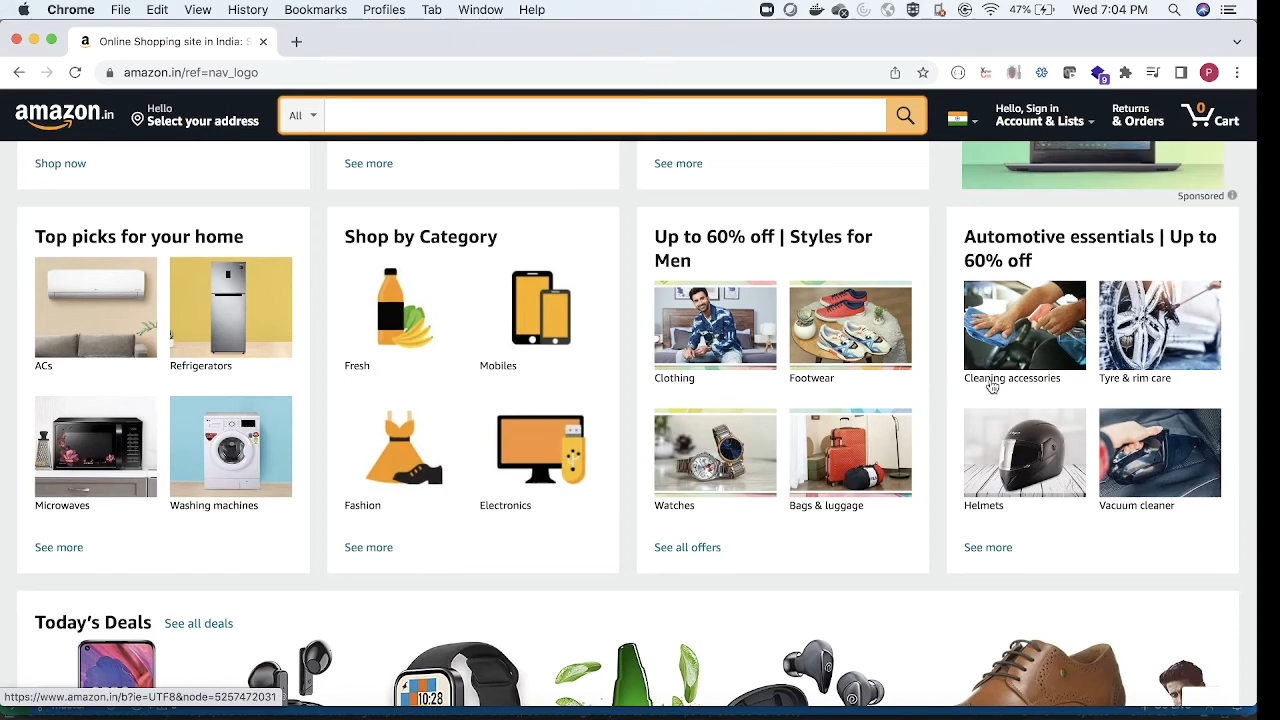 Chrome File Edit View History Bookmarks Profiles Tab Window Help 47% Wed 7:04 PM
a Online Shopping site in India: S
amazon.in/ref=nav_logo 9 P
amazon.in Hello
Select your address All Hello, Sign in
Account & Lists Returns
& Orders 0
Cart
Shop now See more See more
Sponsored
Top picks for your home
ACs Refrigerators
Microwaves Washing machines
See more
Shop by Category
Fresh Mobiles
Fashion Electronics
See more
Up to 60% off | Styles for
Men
Clothing Footwear
Watches Bags & luggage
See all offers
Automotive essentials | Up to
60% off
Cleaning accessories Tyre & rim care
Helmets Vacuum cleaner
See more
Today's Deals See all deals
10:28
https://www.amazon.in/b?ie=UTF8&node=5257472031